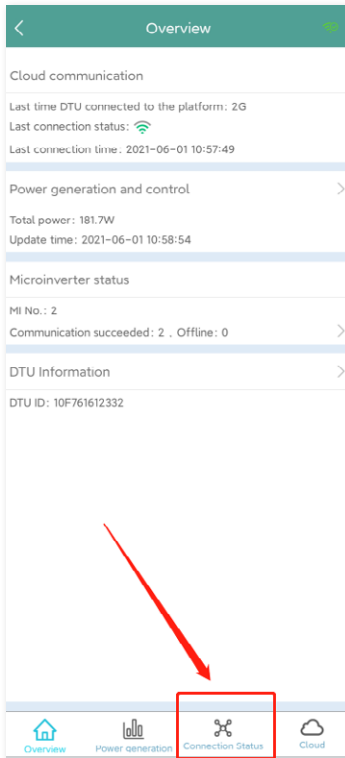 Overview
Cloud communication
Last time DTU connected to the platform: 2G
Last connection status:
Last connection time: 2021-06-01 10:57:49
Power generation and control
Total power: 181.7W
Update time: 2021-06-01 10:58:54
Microinverter status
MI No.: 2
Communication succeeded: 2 , Offline: 0
DTU Information
DTU ID: 10F761612332
Overview
Power generation
Connection Status
Cloud